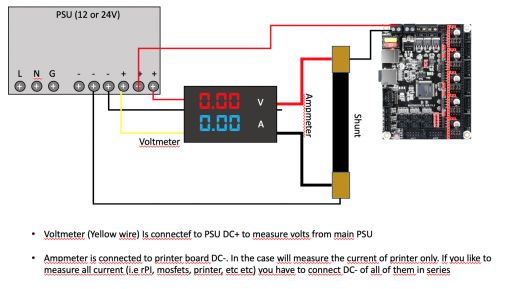 PSU (12 or 24V)
L N G - - - + + +
0.00 V
0.00 A
Voltmeter
Ampmeter
Shunt
• Voltmeter (Yellow wire) Is connectef to PSU DC+ to measure volts from main PSU
• Ampmeter is connected to printer board DC-. In the case will measure the current of printer only. If you like to
measure all current (i.e rPI, mosfets, printer, etc etc) you have to connect DC- of all of them in series